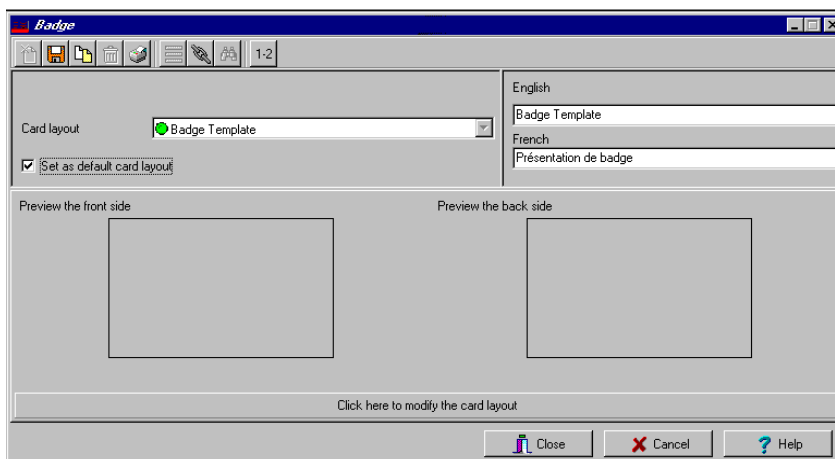 Badge
1-2
English
Badge Template
Card layout
Badge Template
French
Présentation de badge
Set as default card layout
Preview the front side
Preview the back side
Click here to modify the card layout
Close
Cancel
Help